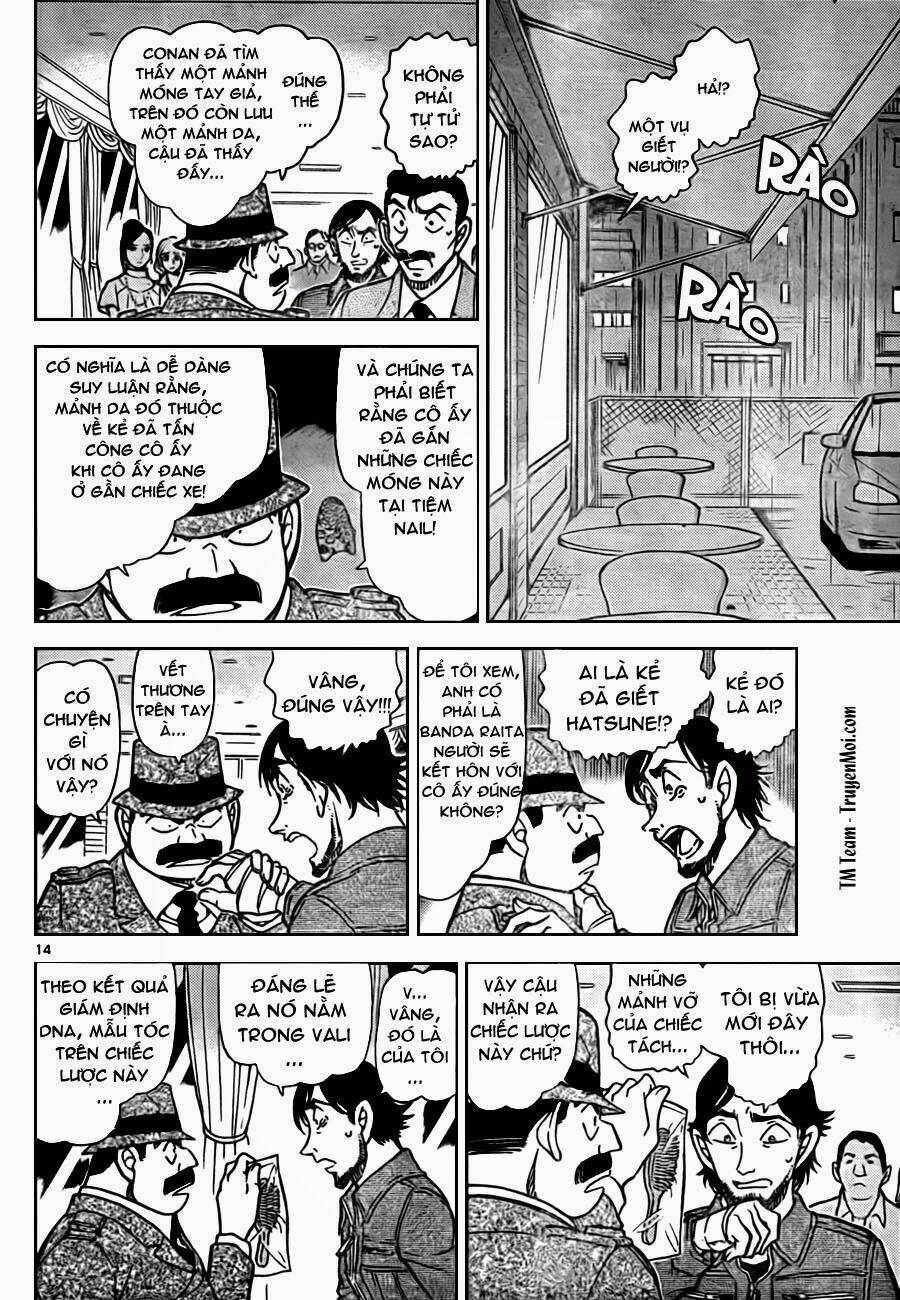 HẢ!?
MỘT VỤ
GIẾT
NGƯỜI!?
RÀO
RÀO
KHÔNG
PHẢI
TỰ TỬ
SAO?
ĐÚNG
THẾ
...
CONAN ĐÃ TÌM
THẤY MỘT MẢNH
MÓNG TAY GIẢ,
TRÊN ĐÓ CÒN LƯU
MỘT MẢNH DA,
CẬU ĐÃ THẤY
ĐẤY...
VÀ CHÚNG TA
PHẢI BIẾT
RẰNG CÔ ẤY
ĐÃ GẮN
NHỮNG CHIẾC
MÓNG NÀY
TẠI TIỆM
NAIL!
CÓ NGHĨA LÀ DỄ DÀNG
SUY LUẬN RẰNG,
MẢNH DA ĐÓ THUỘC
VỀ KẺ ĐÃ TẤN
CÔNG CÔ ẤY
KHI CÔ ẤY ĐANG
Ở GẦN CHIẾC XE!
KẺ ĐÓ
LÀ AI?
AI LÀ KẺ
ĐÃ GIẾT
HATSUNE!?
ĐỂ TÔI XEM,
ANH CÓ
PHẢI LÀ
BANDA RAITA
NGƯỜI SẼ
KẾT HÔN VỚI
CÔ ẤY ĐÚNG
KHÔNG?
VÂNG,
ĐÚNG VẬY!!!
VẾT
THƯƠNG
TRÊN TAY
À...
CÓ
CHUYỆN
GÌ
VỚI NÓ
VẬY?
TM Team - TruyenMoi.com
14
TÔI BỊ VỪA
MỚI ĐÂY
THÔI...
NHỮNG
MẢNH VỠ
CỦA CHIẾC
TÁCH...
VẬY CẬU
NHẬN RA
CHIẾC LƯỢC
NÀY CHỨ?
V...
VÂNG,
ĐÓ LÀ
CỦA TÔI
...
ĐÁNG LẼ
RA NÓ NẰM
TRONG VALI
...
THEO KẾT QUẢ
GIÁM ĐỊNH
DNA, MẪU TÓC
TRÊN CHIẾC
LƯỢC NÀY
...